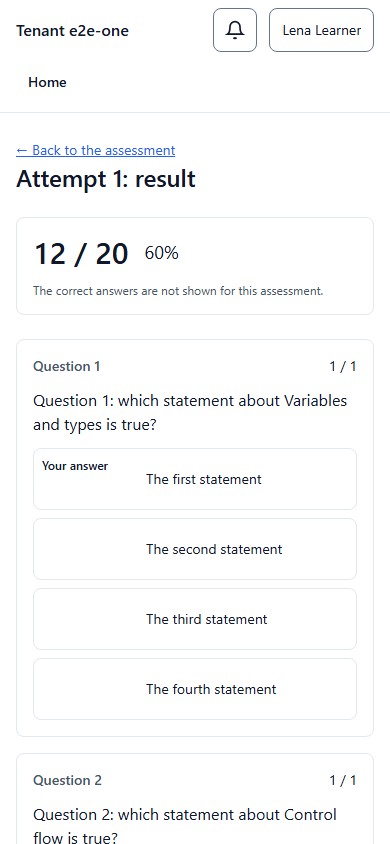 Tenant e2e-one
Lena Learner
Home
← Back to the assessment
Attempt 1: result
12 / 20 60%
The correct answers are not shown for this assessment.
Question 1 1 / 1
Question 1: which statement about Variables
and types is true?
Your answer
The first statement
The second statement
The third statement
The fourth statement
Question 2 1 / 1
Question 2: which statement about Control
flow is true?